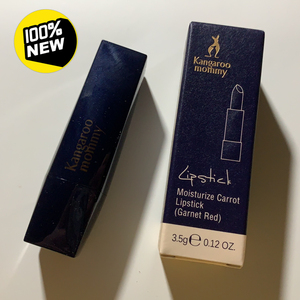 100%
NEW
Kangaroo
mommy
Kangaroo
mommy
Lipstick
Moisturize Carrot
Lipstick
(Garnet Red)
3.5g℮ 0.12 OZ.